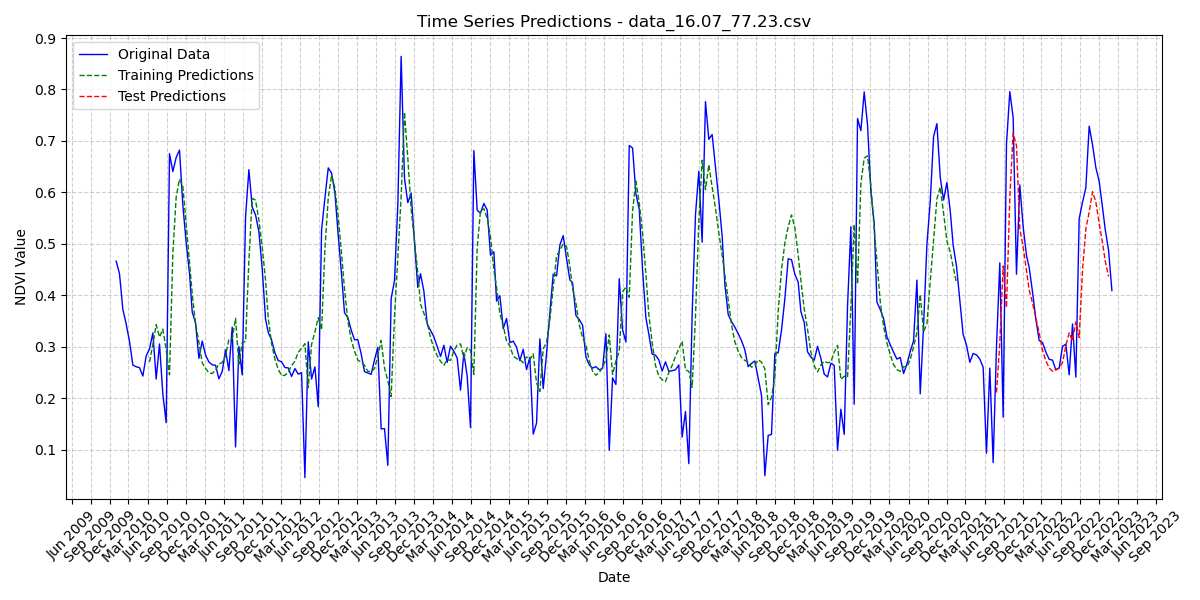 Time Series Predictions - data_16.07_77.23.csv
Original Data
Training Predictions
Test Predictions
NDVI Value
0.9
0.8
0.7
0.6
0.5
0.4
0.3
0.2
0.1
Jun 2009
Sep 2009
Dec 2009
Mar 2010
Jun 2010
Sep 2010
Dec 2010
Mar 2011
Jun 2011
Sep 2011
Dec 2011
Mar 2012
Jun 2012
Sep 2012
Dec 2012
Mar 2013
Jun 2013
Sep 2013
Dec 2013
Mar 2014
Jun 2014
Sep 2014
Dec 2014
Mar 2015
Jun 2015
Sep 2015
Dec 2015
Mar 2016
Jun 2016
Sep 2016
Dec 2016
Mar 2017
Jun 2017
Sep 2017
Dec 2017
Mar 2018
Jun 2018
Sep 2018
Dec 2018
Mar 2019
Jun 2019
Sep 2019
Dec 2019
Mar 2020
Jun 2020
Sep 2020
Dec 2020
Mar 2021
Jun 2021
Sep 2021
Dec 2021
Mar 2022
Jun 2022
Sep 2022
Dec 2022
Mar 2023
Jun 2023
Sep 2023
Date